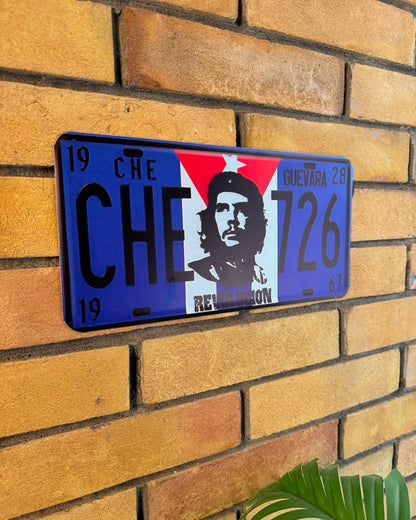 19 CHE GUEVARA 28
CHE 726
19 REVOLUCION 67